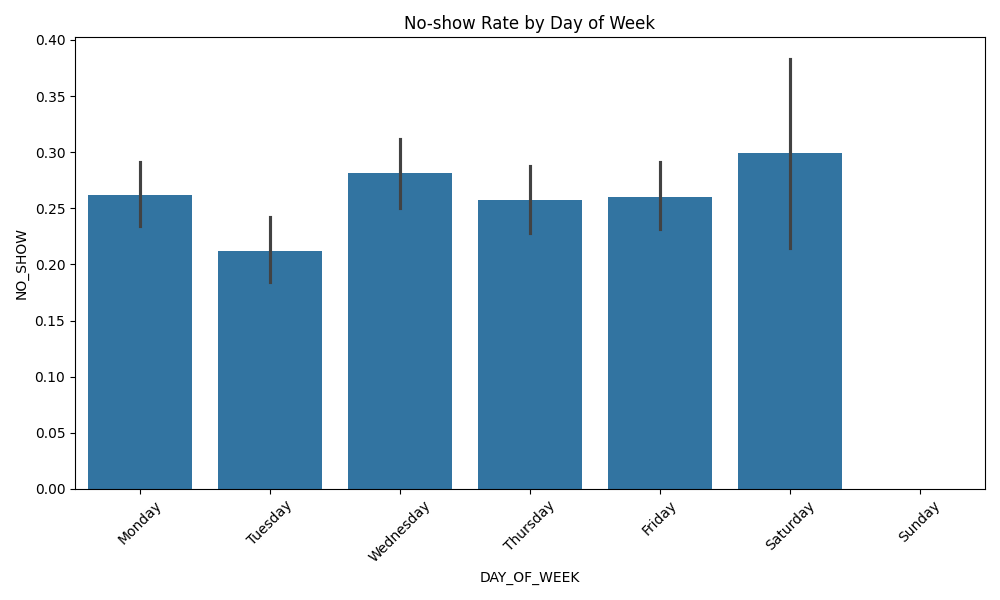 No-show Rate by Day of Week
NO_SHOW
0.40
0.35
0.30
0.25
0.20
0.15
0.10
0.05
0.00
Monday
Tuesday
Wednesday
Thursday
Friday
Saturday
Sunday
DAY_OF_WEEK